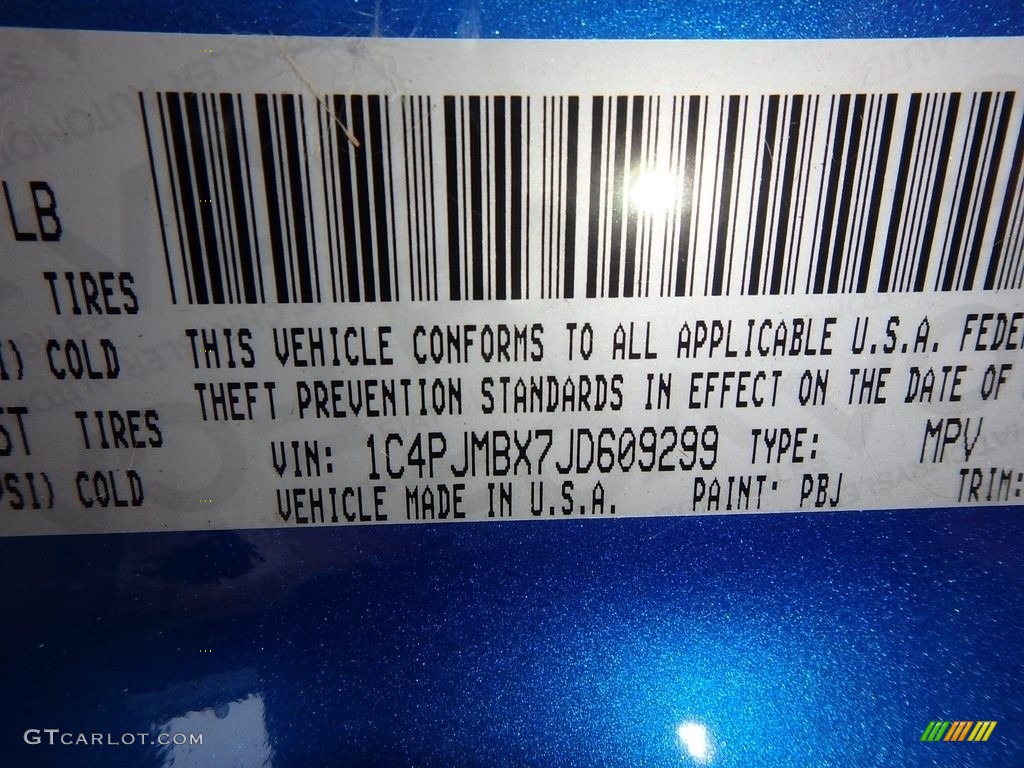 LB
TIRES
THIS VEHICLE CONFORMS TO ALL APPLICABLE U.S.A. FEDE
I) COLD
THEFT PREVENTION STANDARDS IN EFFECT ON THE DATE OF
ST TIRES
VIN: 1C4PJMBX7JD609299 TYPE: MPV
PSI) COLD
VEHICLE MADE IN U.S.A. PAINT: PBJ TRIM:
GTCARLOT.COM